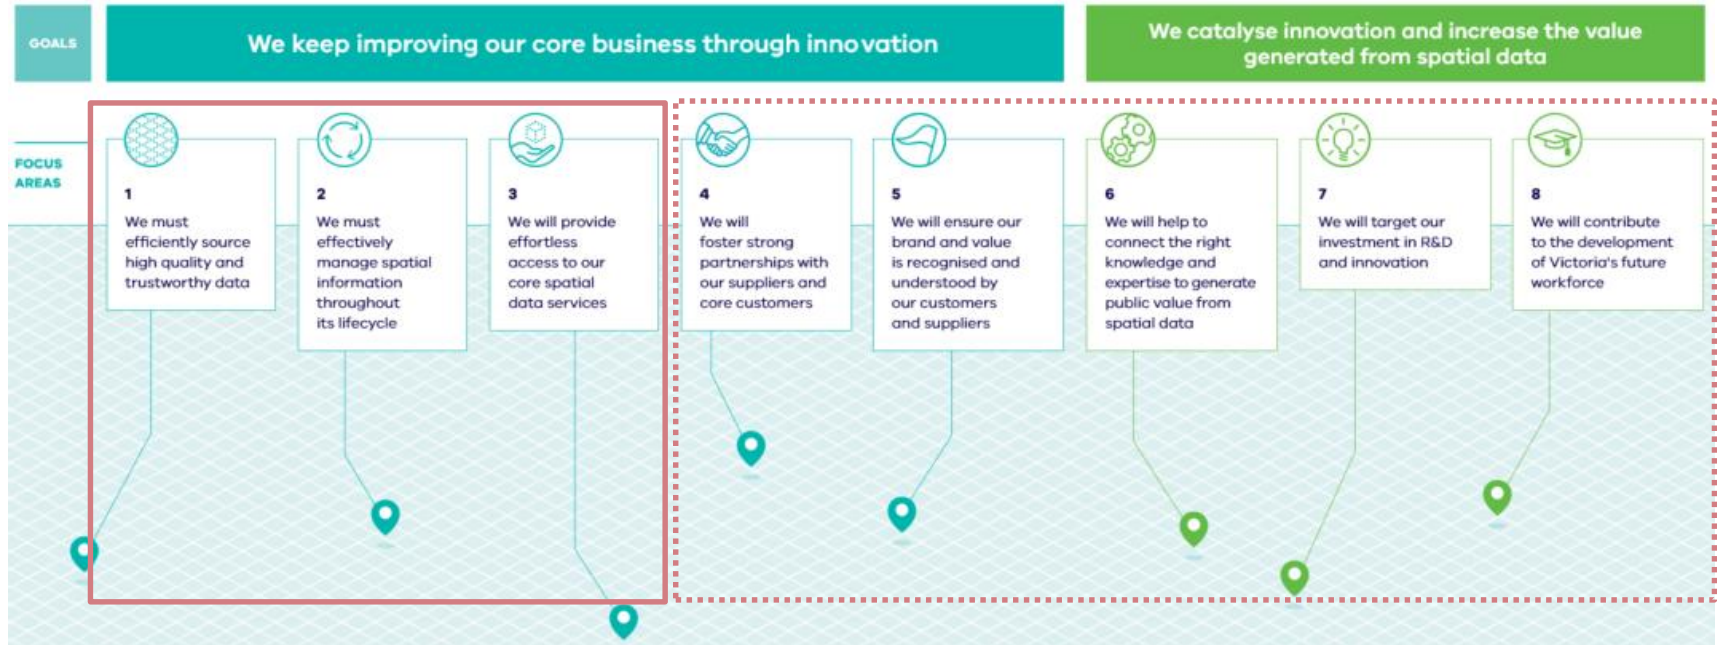 GOALS
We keep improving our core business through innovation
We catalyse innovation and increase the value
generated from spatial data
FOCUS
AREAS
1
We must
efficiently source
high quality and
trustworthy data
2
We must
effectively
manage spatial
information
throughout
its lifecycle
3
We will provide
effortless
access to our
core spatial
data services
4
We will
foster strong
partnerships with
our suppliers and
core customers
5
We will ensure our
brand and value
is recognised and
understood by
our customers
and suppliers
6
We will help to
connect the right
knowledge and
expertise to generate
public value from
spatial data
7
We will target our
investment in R&D
and innovation
8
We will contribute
to the development
of Victoria's future
workforce